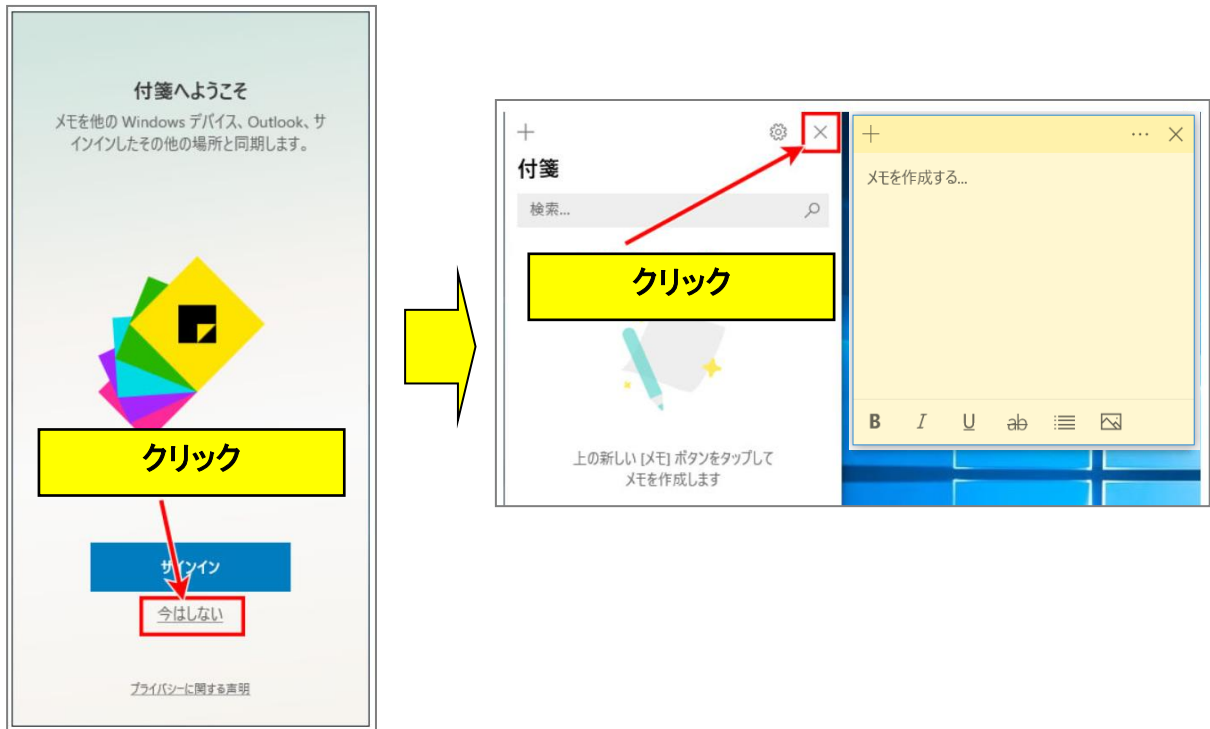 付箋へようこそ
メモを他の Windows デバイス、Outlook、サ
インインしたその他の場所と同期します。
クリック
サインイン
今はしない
プライバシーに関する声明
付箋
検索...
クリック
上の新しい [メモ] ボタンをタップして
メモを作成します
メモを作成する...
B I U ab